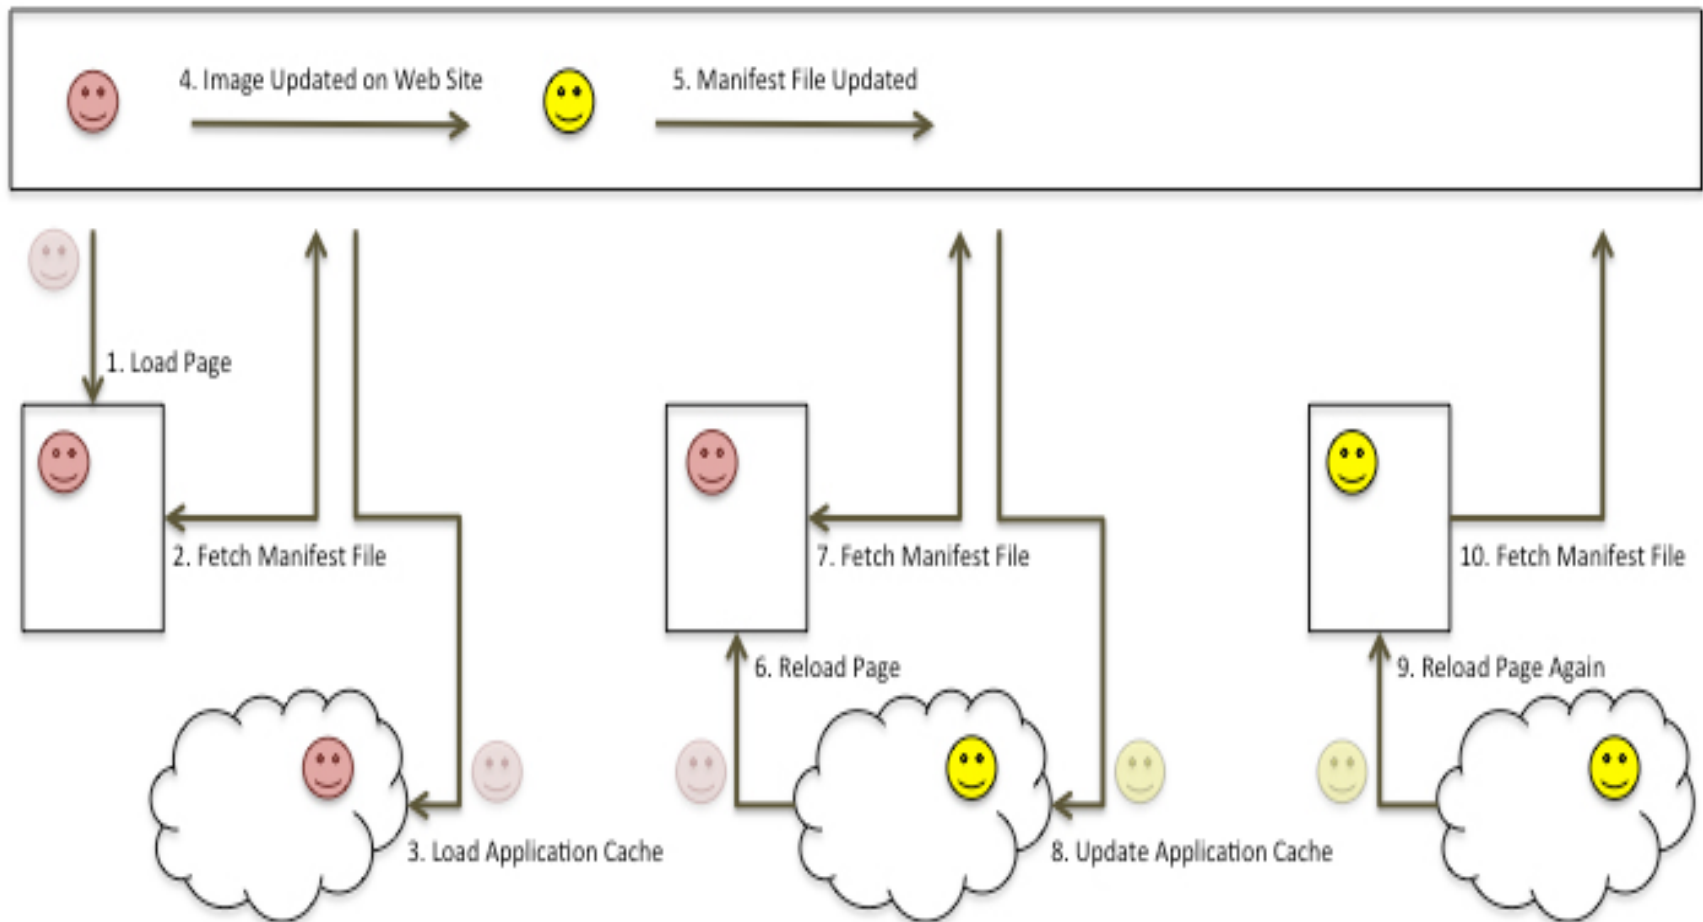 4. Image Updated on Web Site
5. Manifest File Updated
1. Load Page
2. Fetch Manifest File
7. Fetch Manifest File
10. Fetch Manifest File
6. Reload Page
9. Reload Page Again
3. Load Application Cache
8. Update Application Cache